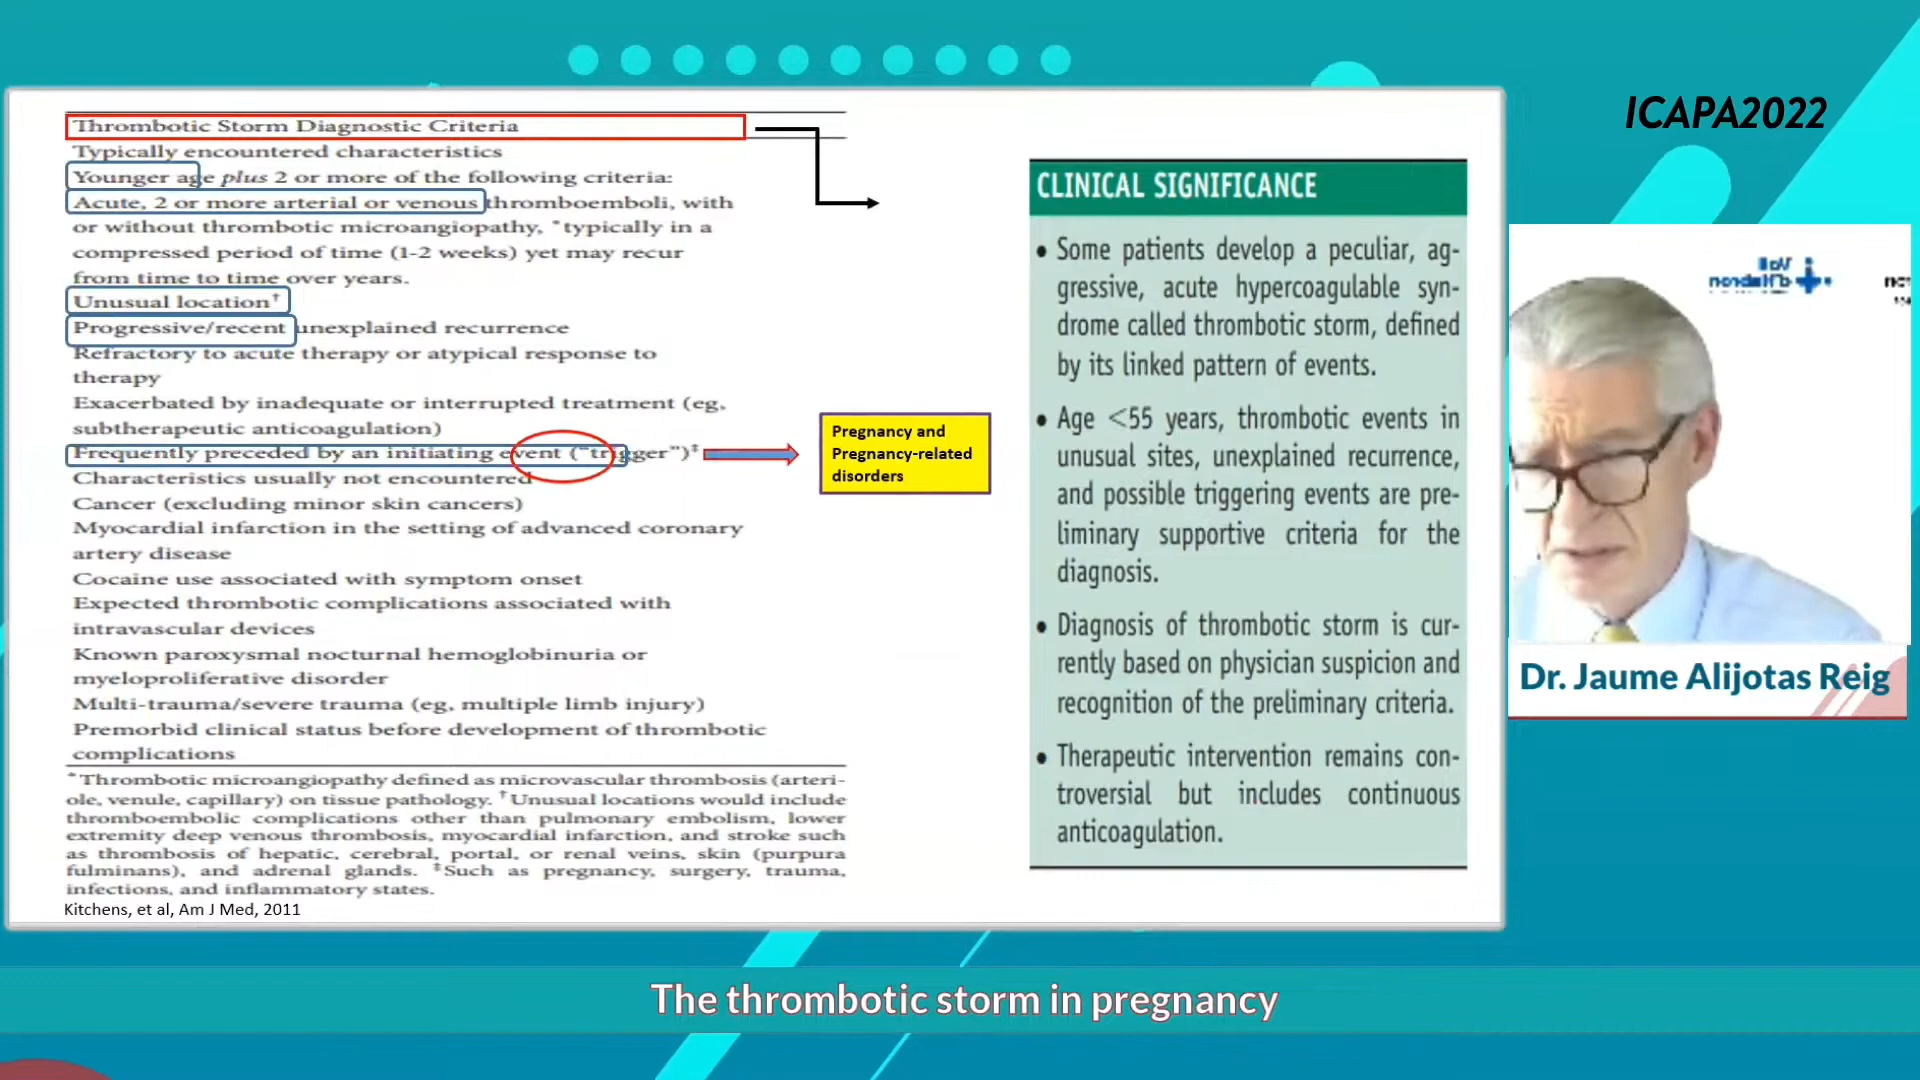 ICAPA2022
Thrombotic Storm Diagnostic Criteria
Typically encountered characteristics
Younger age plus 2 or more of the following criteria:
Acute, 2 or more arterial or venous thromboemboli, with
or without thrombotic microangiopathy, *typically in a
compressed period of time (1-2 weeks) yet may recur
from time to time over years.
Unusual location†
Progressive/recent unexplained recurrence
Refractory to acute therapy or atypical response to
therapy
Exacerbated by inadequate or interrupted treatment (eg,
subtherapeutic anticoagulation)
Frequently preceded by an initiating event ("trigger")‡
Characteristics usually not encountered
Cancer (excluding minor skin cancers)
Myocardial infarction in the setting of advanced coronary
artery disease
Cocaine use associated with symptom onset
Expected thrombotic complications associated with
intravascular devices
Known paroxysmal nocturnal hemoglobinuria or
myeloproliferative disorder
Multi-trauma/severe trauma (eg, multiple limb injury)
Premorbid clinical status before development of thrombotic
complications
*Thrombotic microangiopathy defined as microvascular thrombosis (arteri-
ole, venule, capillary) on tissue pathology. †Unusual locations would include
thromboembolic complications other than pulmonary embolism, lower
extremity deep venous thrombosis, myocardial infarction, and stroke such
as thrombosis of hepatic, cerebral, portal, or renal veins, skin (purpura
fulminans), and adrenal glands. ‡Such as pregnancy, surgery, trauma,
infections, and inflammatory states.
Kitchens, et al, Am J Med, 2011
Pregnancy and
Pregnancy-related
disorders
CLINICAL SIGNIFICANCE
• Some patients develop a peculiar, ag-
gressive, acute hypercoagulable syn-
drome called thrombotic storm, defined
by its linked pattern of events.
• Age <55 years, thrombotic events in
unusual sites, unexplained recurrence,
and possible triggering events are pre-
liminary supportive criteria for the
diagnosis.
• Diagnosis of thrombotic storm is cur-
rently based on physician suspicion and
recognition of the preliminary criteria.
• Therapeutic intervention remains con-
troversial but includes continuous
anticoagulation.
Vall
d'Hebron
Dr. Jaume Alijotas Reig
The thrombotic storm in pregnancy